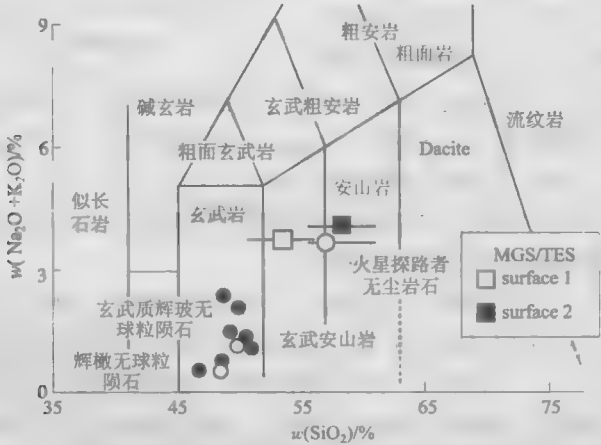 9
6
3
0
w(Na₂O+K₂O)/%
35
45
55
65
75
w(SiO₂)/%
粗安岩
粗面岩
碱玄岩
玄武粗安岩
流纹岩
粗面玄武岩
Dacite
安山岩
似长
石岩
玄武岩
火星探路者
无尘岩石
MGS/TES
surface 1
surface 2
玄武质辉玻无
球粒陨石
玄武安山岩
辉橄无球粒
陨石